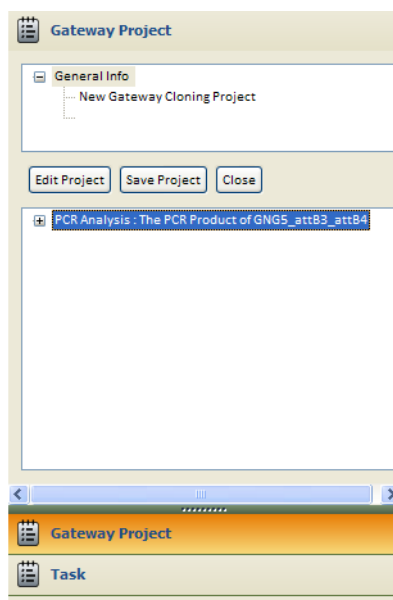 Gateway Project
General Info
New Gateway Cloning Project
Edit Project Save Project Close
PCR Analysis : The PCR Product of GNG5_attB3_attB4
Gateway Project
Task